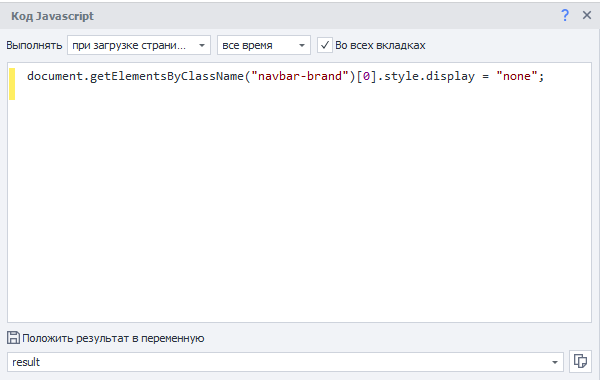 Код Javascript
Выполнять при загрузке страни... все время Во всех вкладках
document.getElementsByClassName("navbar-brand")[0].style.display = "none";
Положить результат в переменную
result